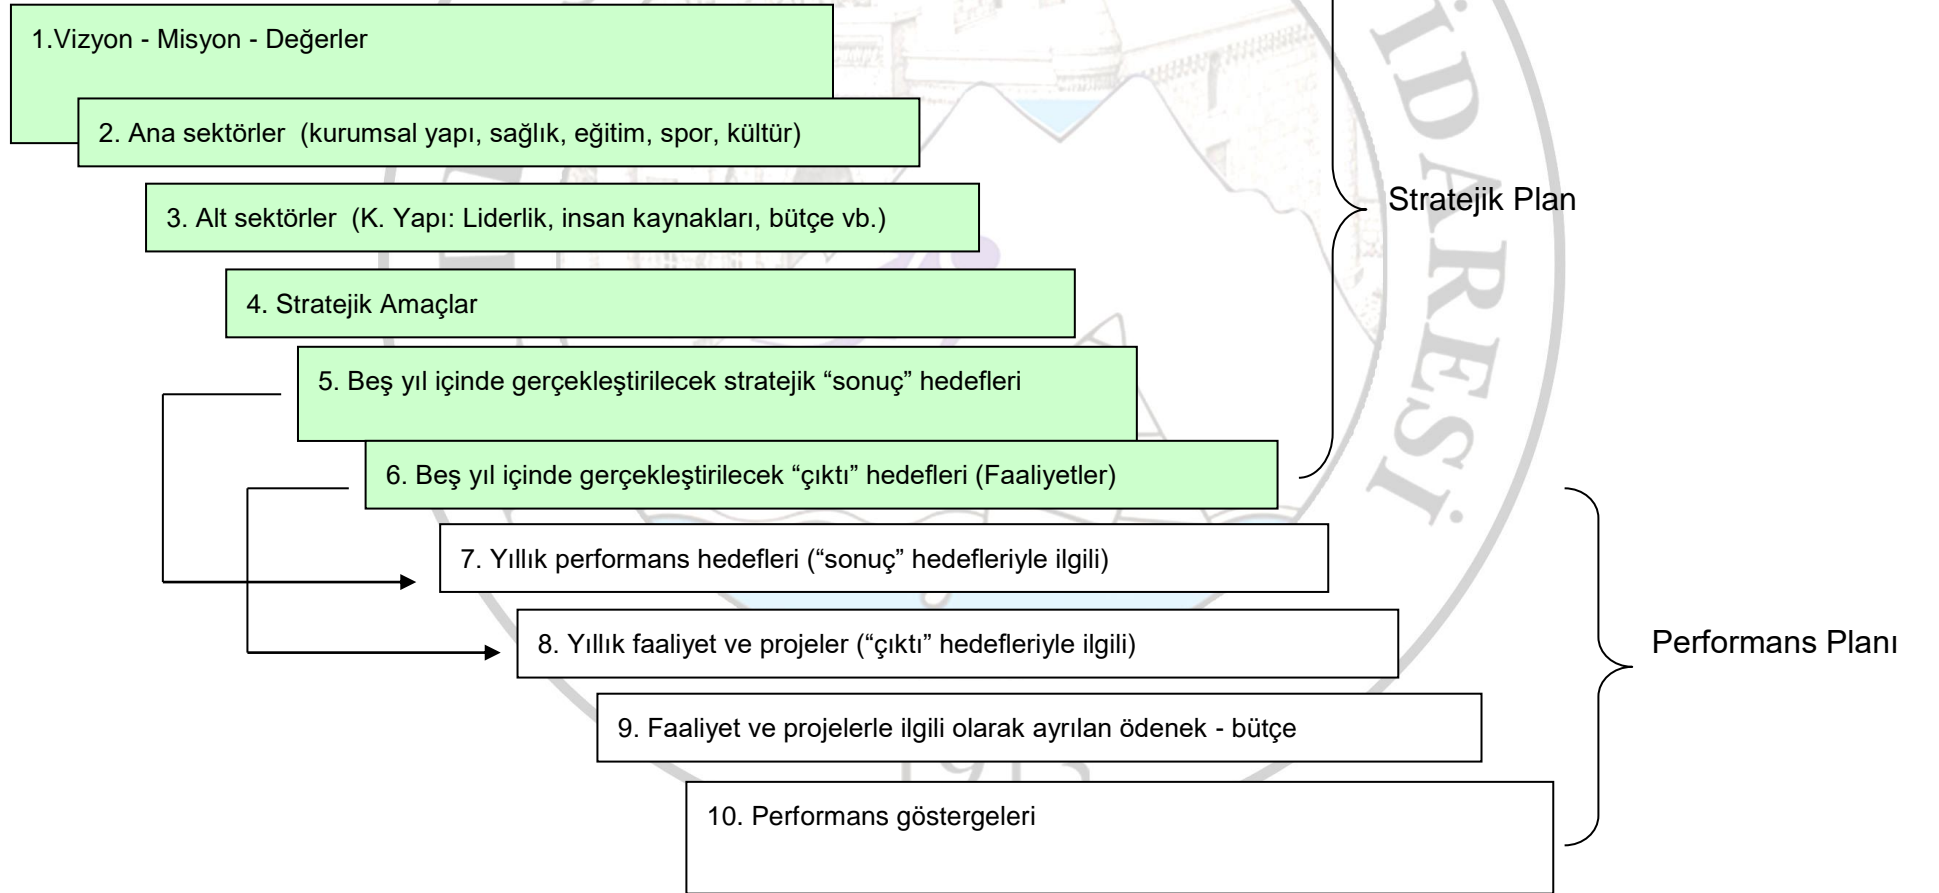 1.Vizyon - Misyon - Değerler
2. Ana sektörler (kurumsal yapı, sağlık, eğitim, spor, kültür)
3. Alt sektörler (K. Yapı: Liderlik, insan kaynakları, bütçe vb.)
Stratejik Plan
4. Stratejik Amaçlar
5. Beş yıl içinde gerçekleştirilecek stratejik “sonuç” hedefleri
6. Beş yıl içinde gerçekleştirilecek “çıktı” hedefleri (Faaliyetler)
7. Yıllık performans hedefleri (“sonuç” hedefleriyle ilgili)
8. Yıllık faaliyet ve projeler (“çıktı” hedefleriyle ilgili)
Performans Planı
9. Faaliyet ve projelerle ilgili olarak ayrılan ödenek - bütçe
10. Performans göstergeleri
İDARESİ
1913